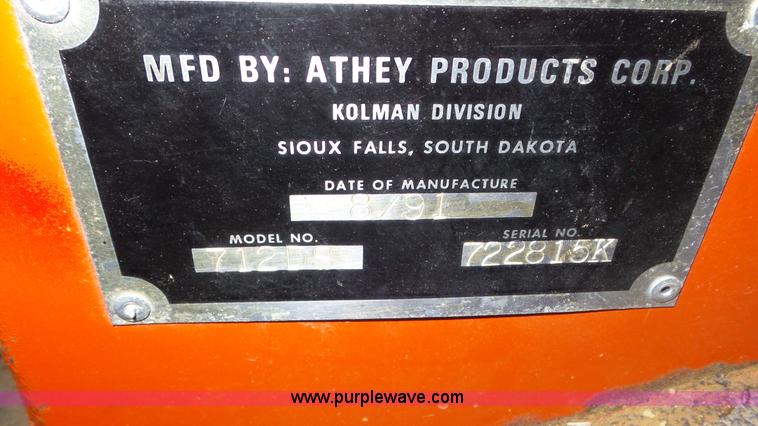 MFD BY: ATHEY PRODUCTS CORP.
KOLMAN DIVISION
SIOUX FALLS, SOUTH DAKOTA
DATE OF MANUFACTURE
8/91
MODEL NO.
SERIAL NO.
722815K
www.purplewave.com